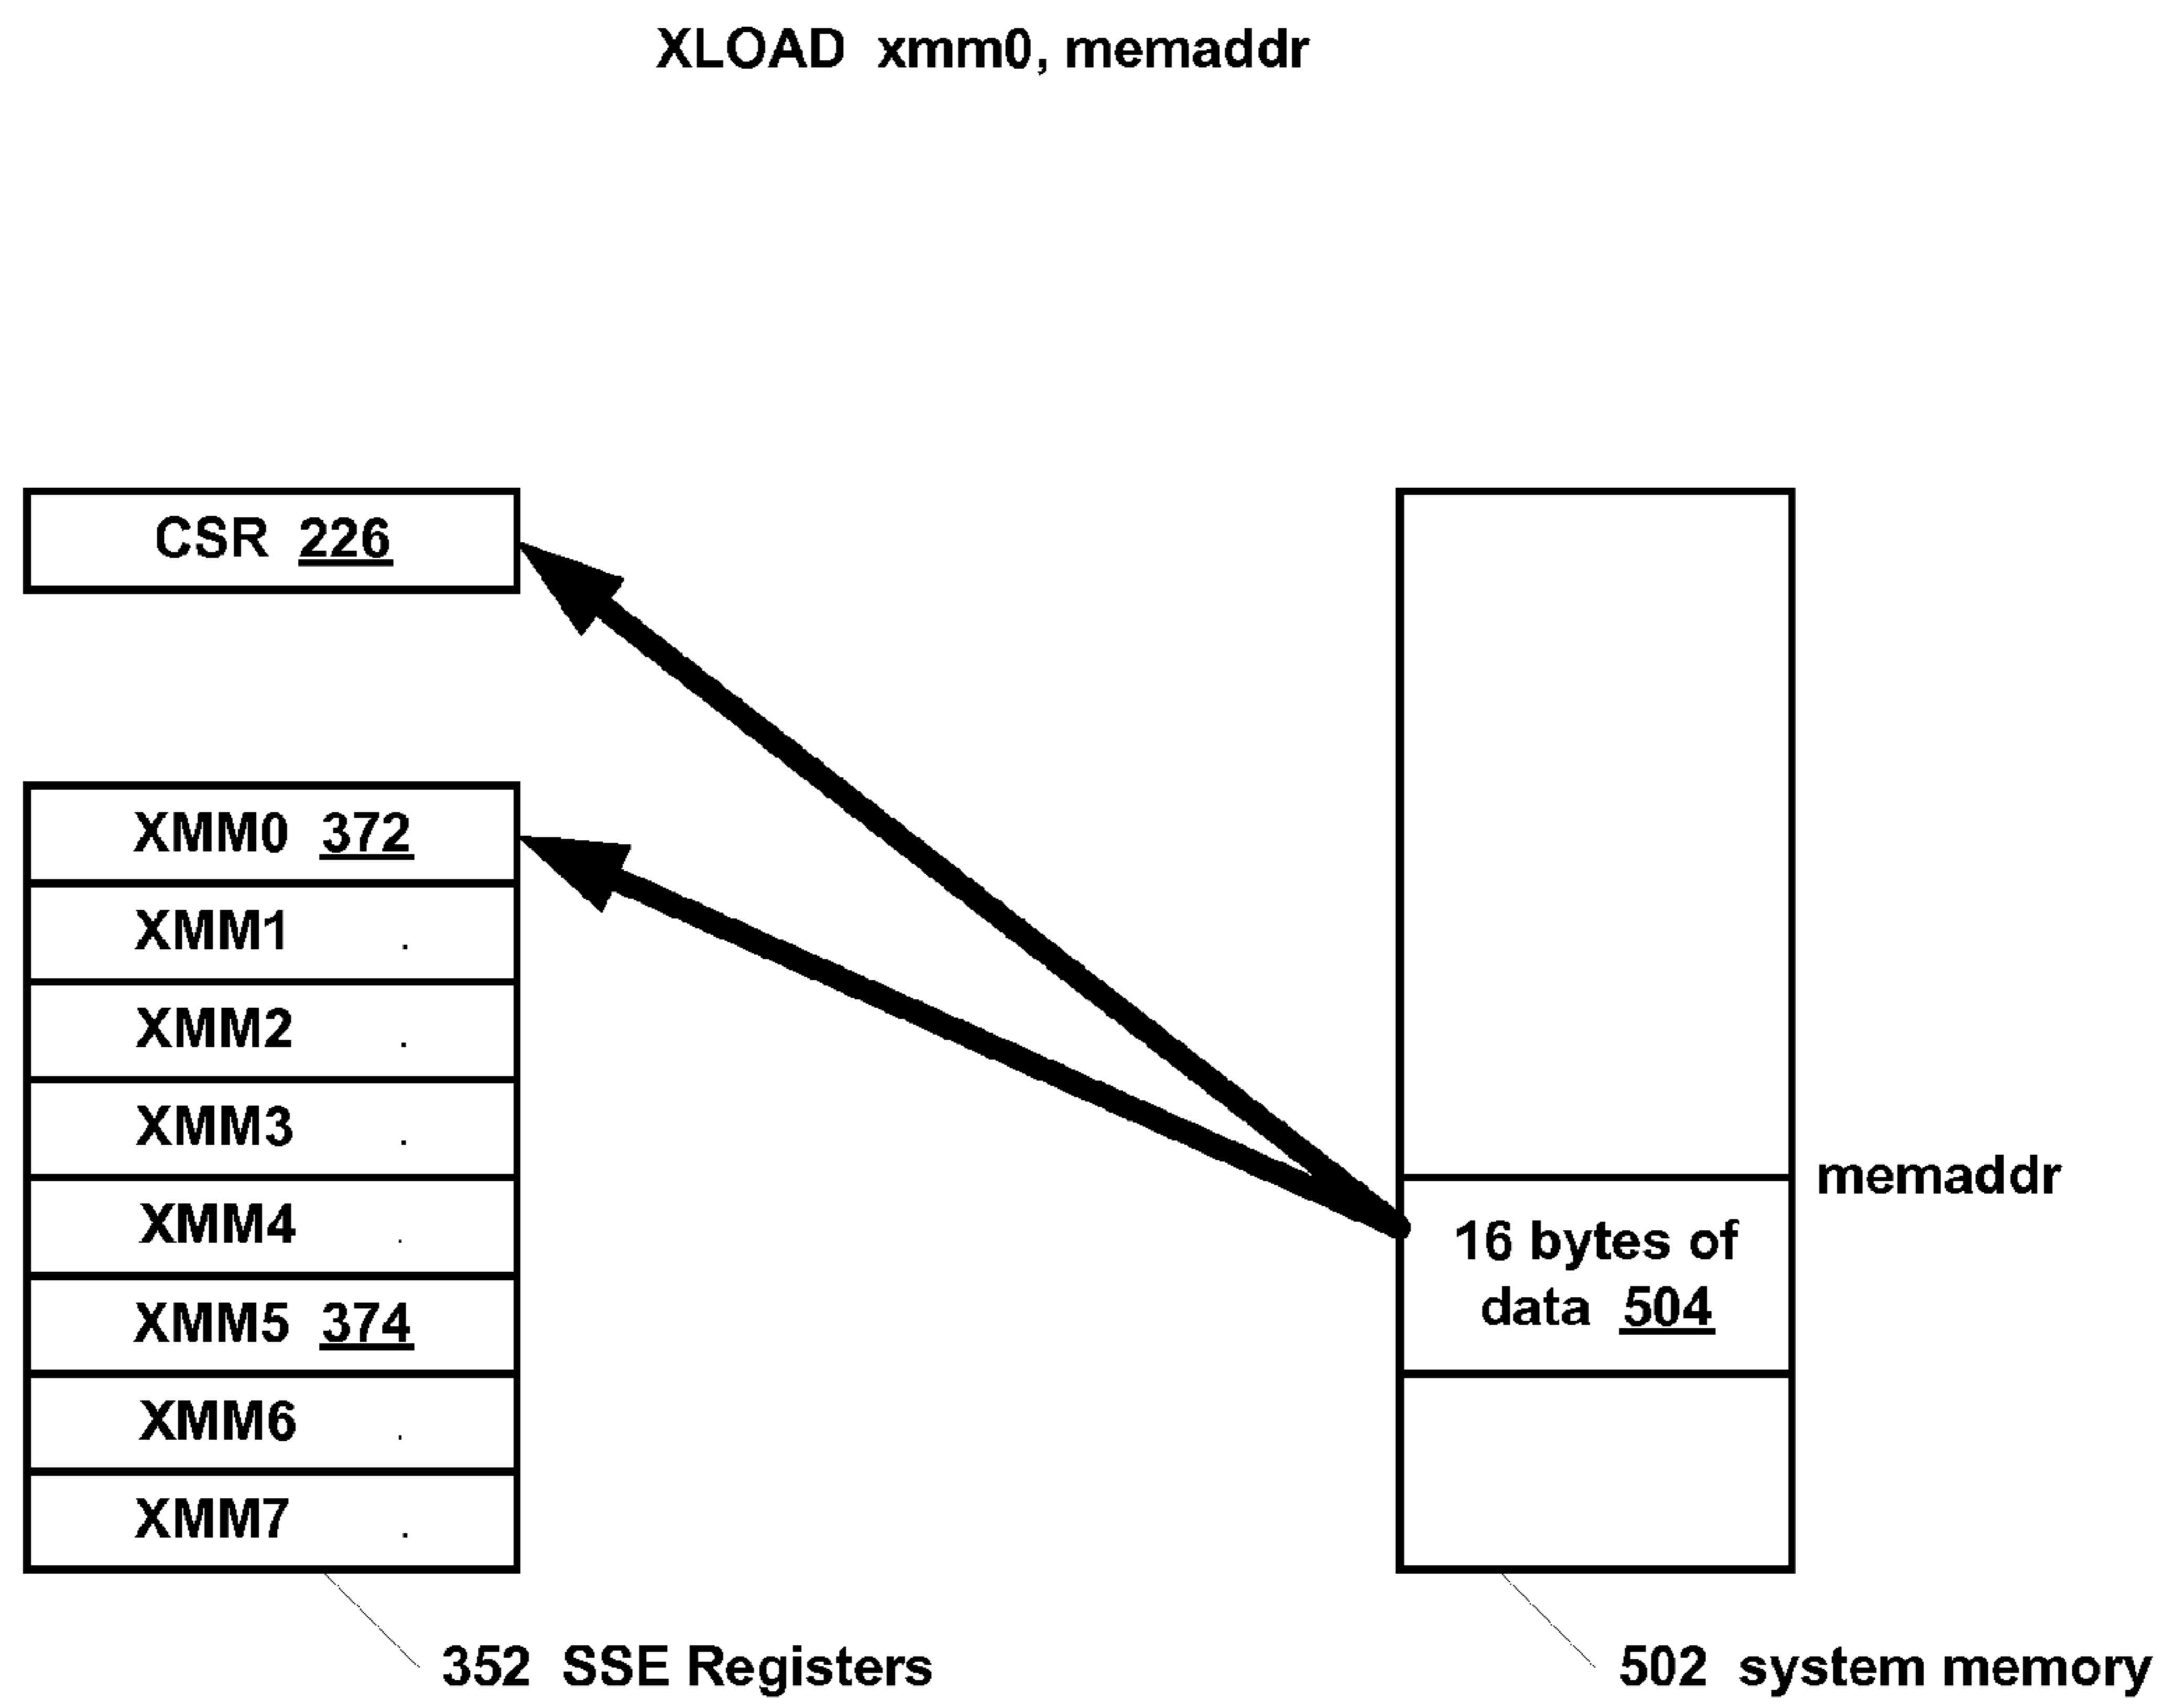 XLOAD xmm0, memaddr
CSR 226
XMM0 372
XMM1 .
XMM2 .
XMM3 .
XMM4 .
XMM5 374
XMM6 .
XMM7 .
memaddr
16 bytes of
data 504
352 SSE Registers
502 system memory